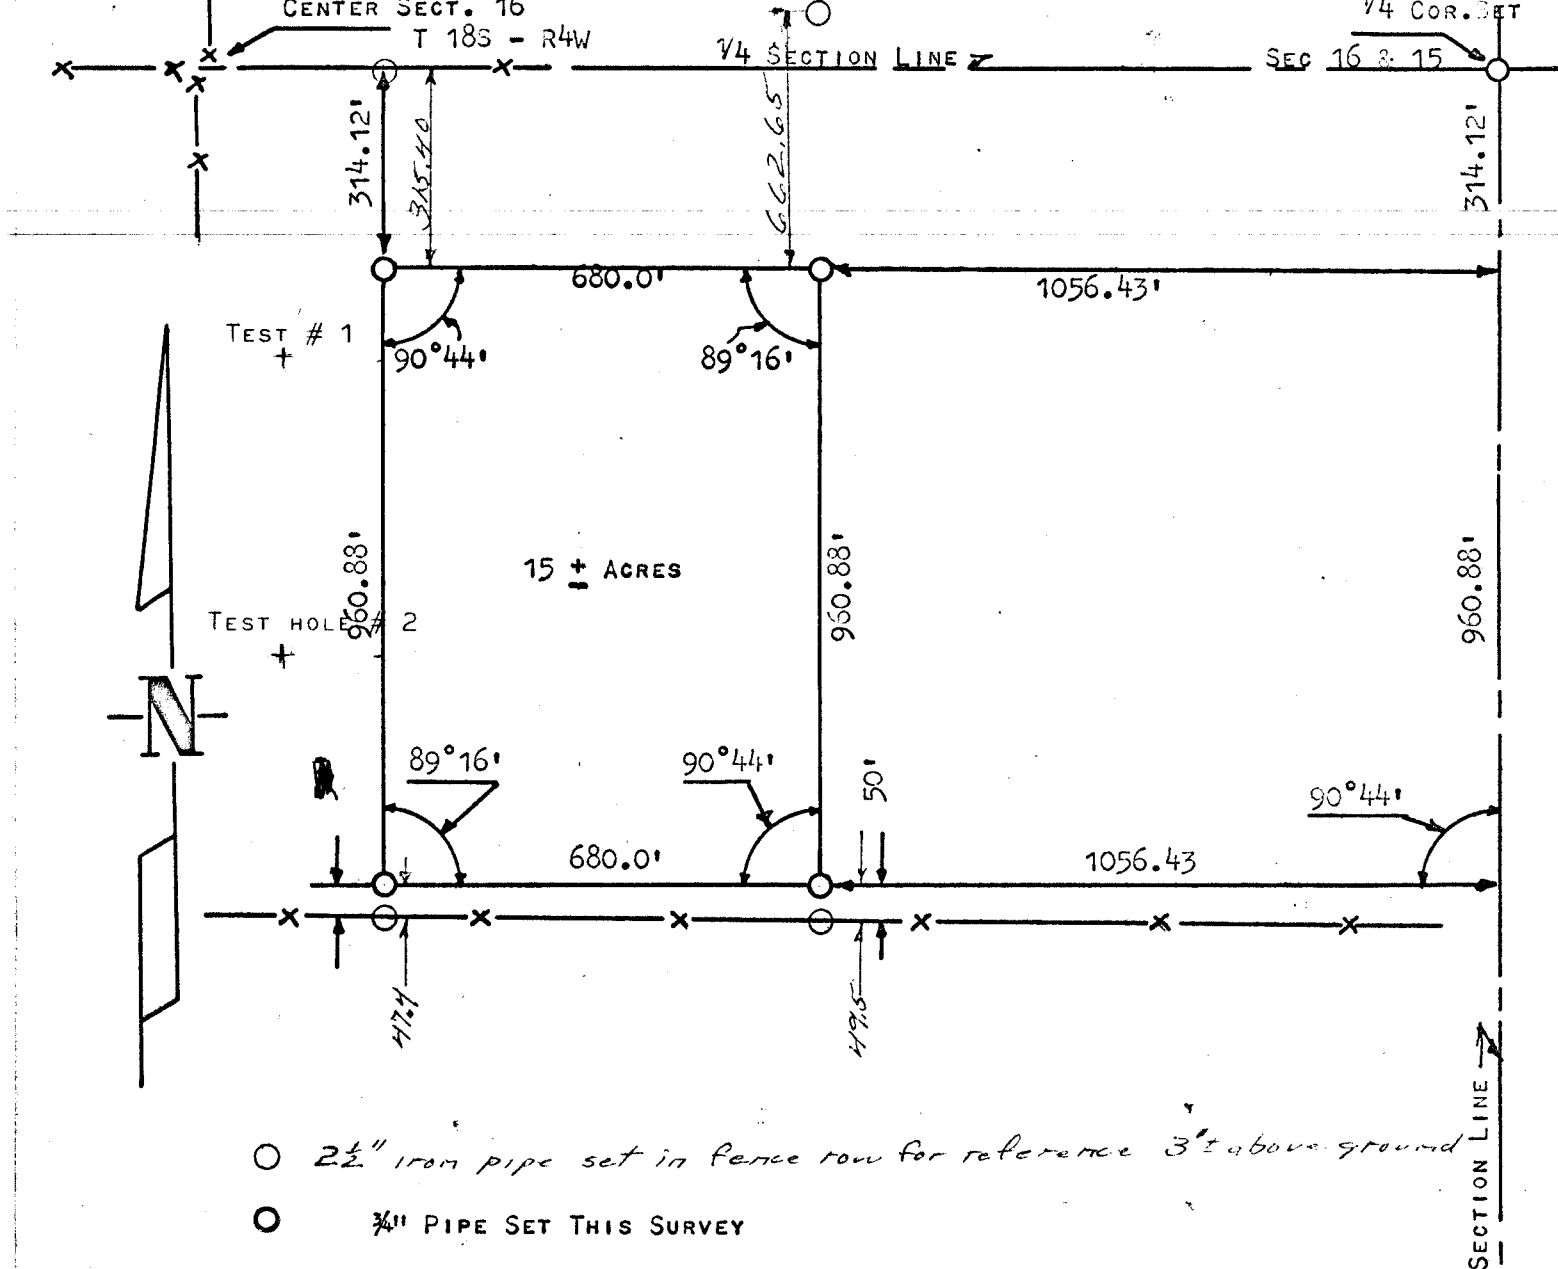 CENTER SECT. 16
T 18S - R4W
1/4 COR. SET
1/4 SECTION LINE
SEC 16 & 15
314.12'
315.40
662.65
314.12'
680.0'
1056.43'
TEST # 1
90°44'
89°16'
960.88'
15 ± ACRES
960.88'
960.88'
TEST HOLE # 2
N
89°16'
90°44'
50'
90°44'
680.0'
1056.43
47.4
49.5
2½" iron pipe set in fence row for reference 3'± above ground
¾" PIPE SET THIS SURVEY
SECTION LINE